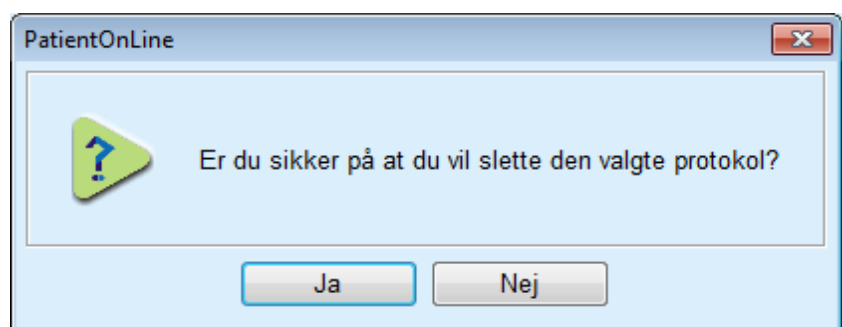 PatientOnLine
Er du sikker på at du vil slette den valgte protokol?
Ja
Nej